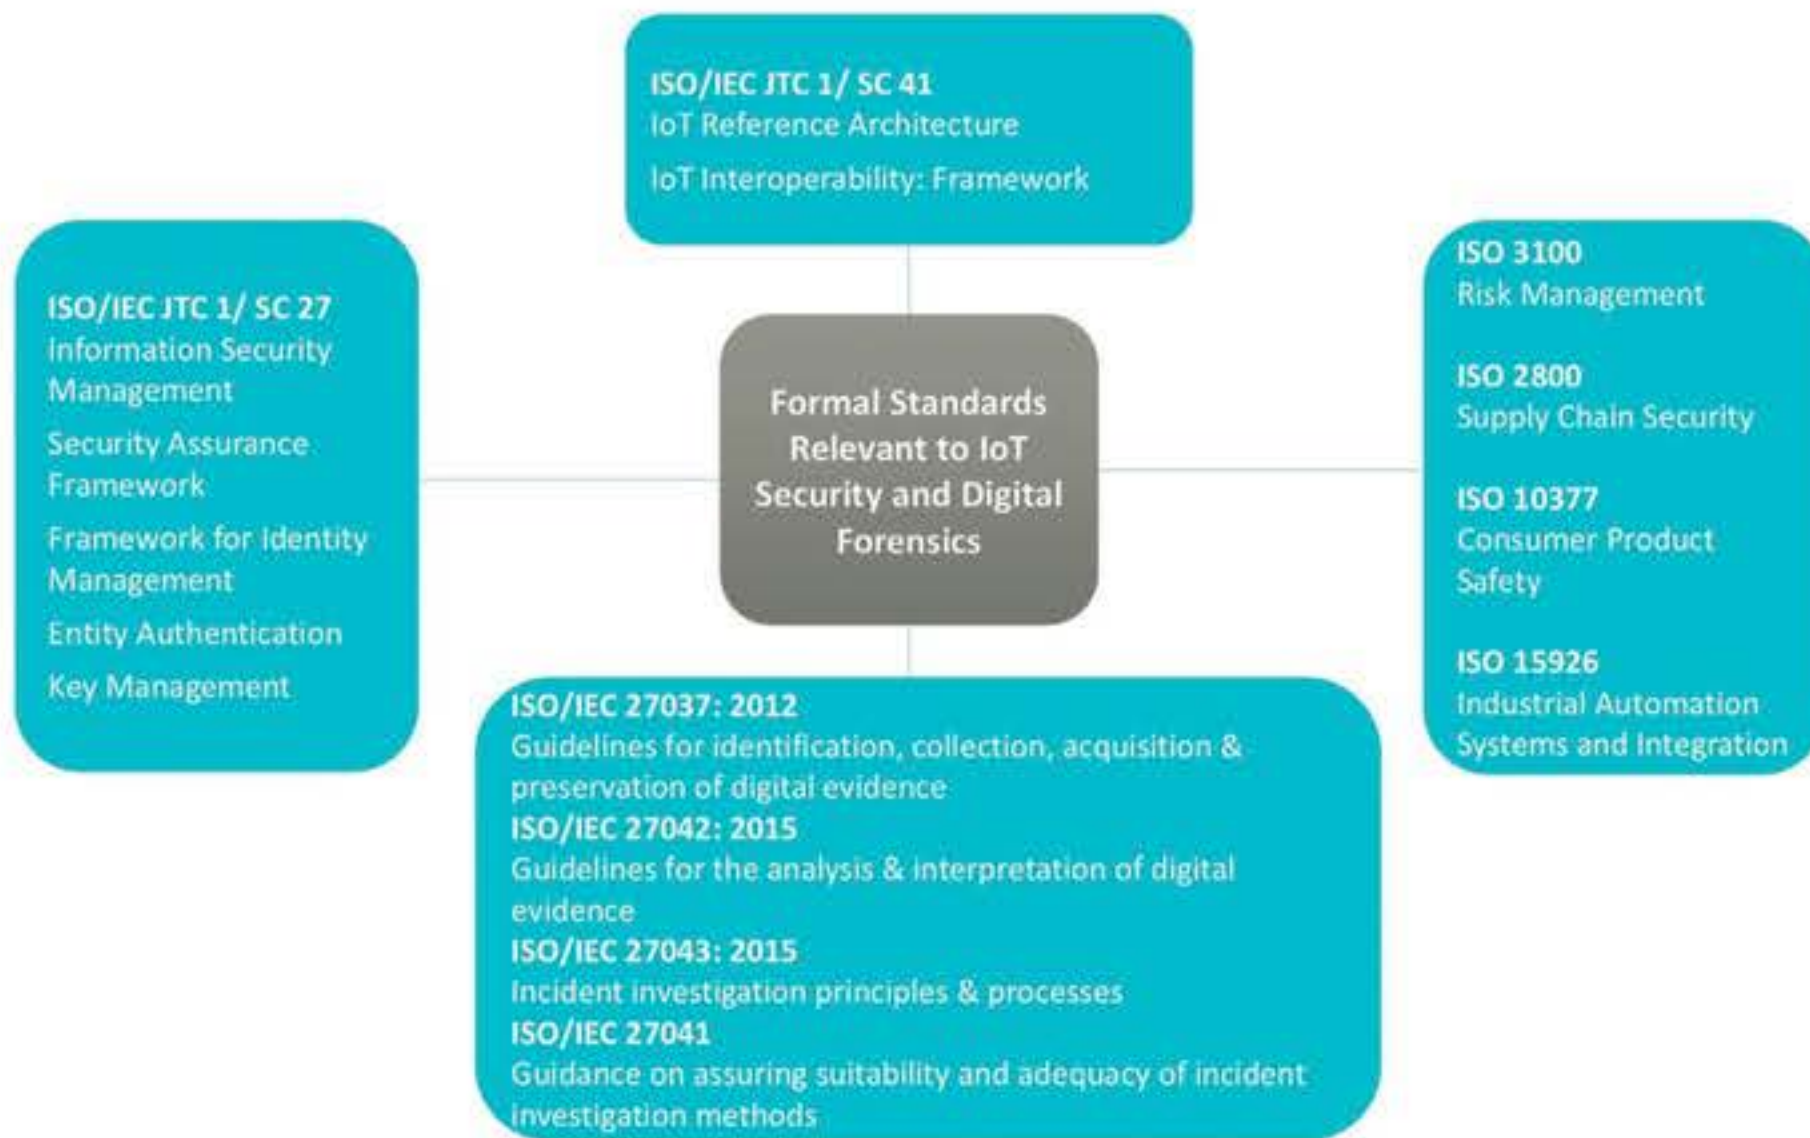 ISO/IEC JTC 1/ SC 41
IoT Reference Architecture
IoT Interoperability: Framework
ISO/IEC JTC 1/ SC 27
Information Security
Management
Security Assurance
Framework
Framework for Identity
Management
Entity Authentication
Key Management
Formal Standards
Relevant to IoT
Security and Digital
Forensics
ISO 3100
Risk Management
ISO 2800
Supply Chain Security
ISO 10377
Consumer Product
Safety
ISO 15926
Industrial Automation
Systems and Integration
ISO/IEC 27037: 2012
Guidelines for identification, collection, acquisition &
preservation of digital evidence
ISO/IEC 27042: 2015
Guidelines for the analysis & interpretation of digital
evidence
ISO/IEC 27043: 2015
Incident investigation principles & processes
ISO/IEC 27041
Guidance on assuring suitability and adequacy of incident
investigation methods